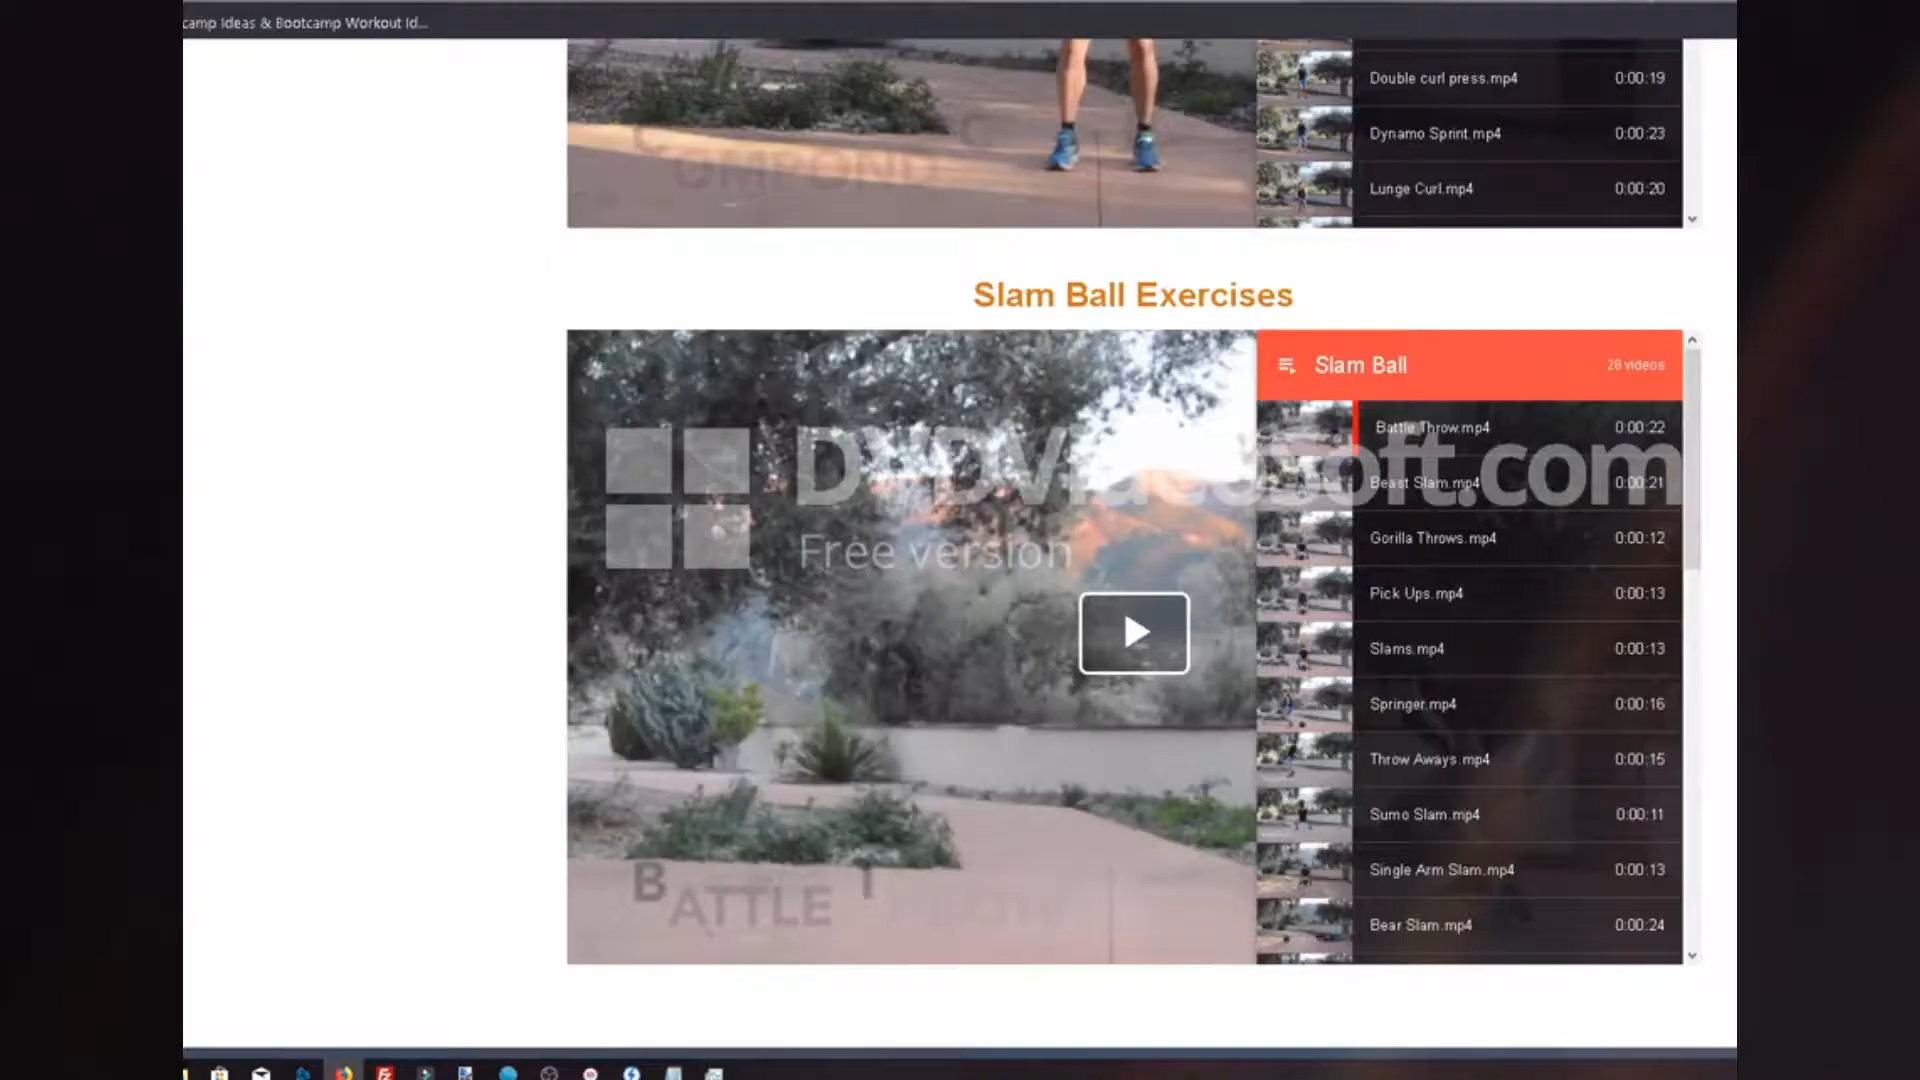 camp Ideas & Bootcamp Workout Id...
Double curl press.mp4 0:00:19
Dynamo Sprint.mp4 0:00:23
Lunge Curl.mp4 0:00:20
Slam Ball Exercises
Slam Ball 28 videos
Battle Throw.mp4 0:00:22
DVDVideoSoft.com
Beast Slam.mp4 0:00:21
Free version
Gorilla Throws.mp4 0:00:12
Pick Ups.mp4 0:00:13
Slams.mp4 0:00:13
Springer.mp4 0:00:16
Throw Aways.mp4 0:00:15
Sumo Slam.mp4 0:00:11
Single Arm Slam.mp4 0:00:13
BATTLE T
Bear Slam.mp4 0:00:24